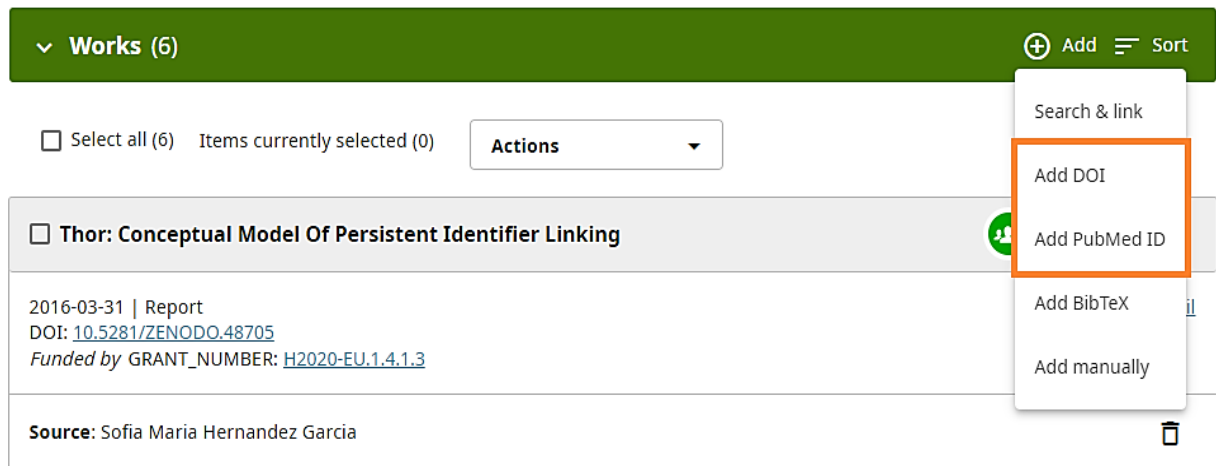 Works (6)
Add
Sort
Search & link
Select all (6)
Items currently selected (0)
Actions
Add DOI
Thor: Conceptual Model Of Persistent Identifier Linking
Add PubMed ID
2016-03-31 | Report
Add BibTeX
DOI: 10.5281/ZENODO.48705
Funded by GRANT_NUMBER: H2020-EU.1.4.1.3
Add manually
Source: Sofia Maria Hernandez Garcia